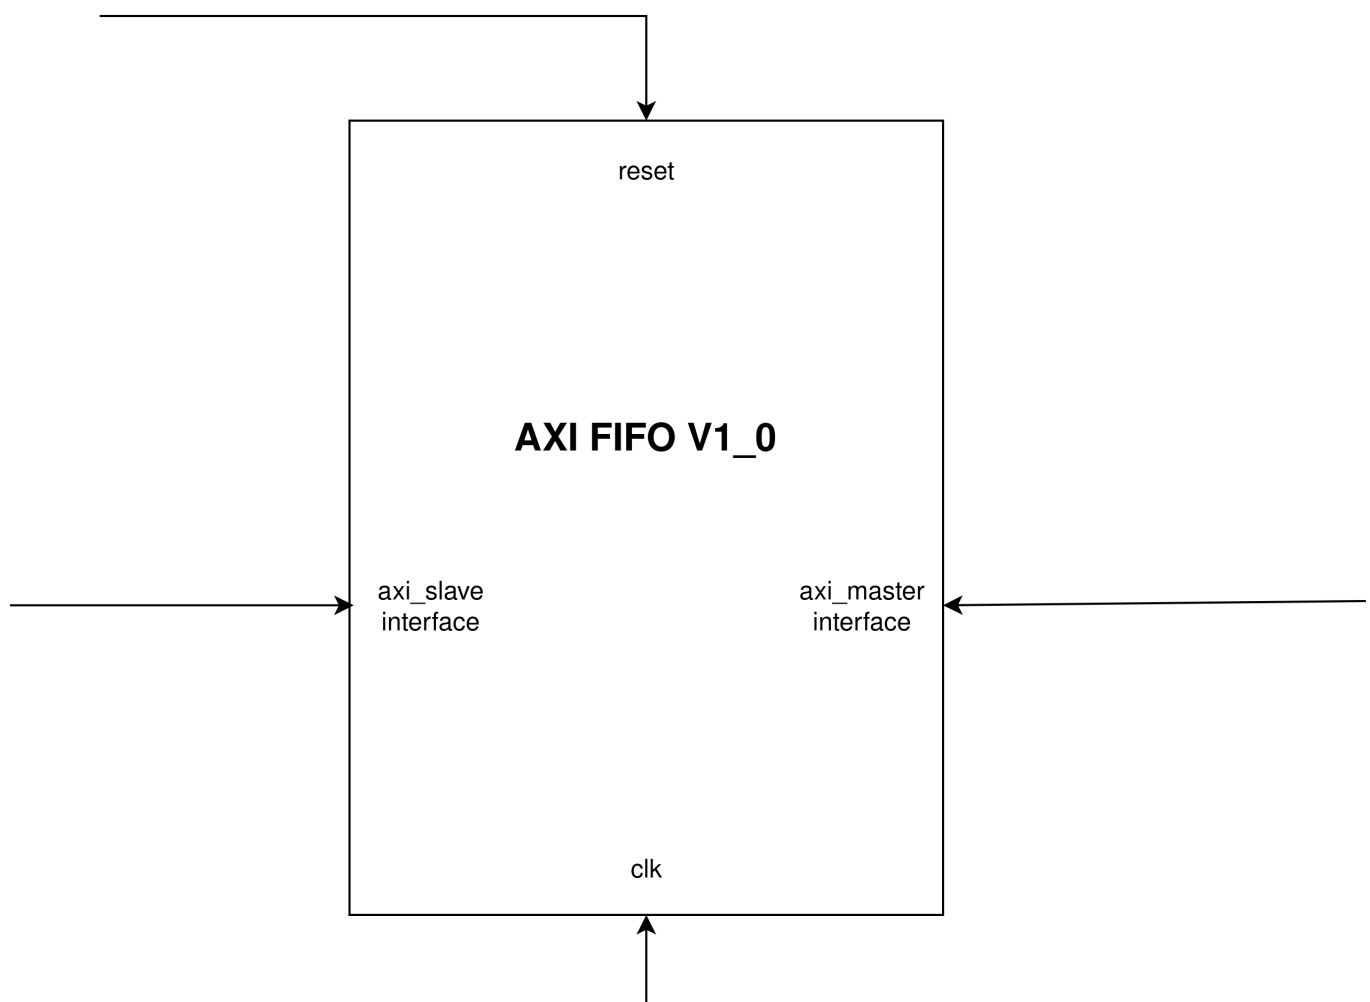 reset
AXI FIFO V1_0
axi_slave
interface
axi_master
interface
clk